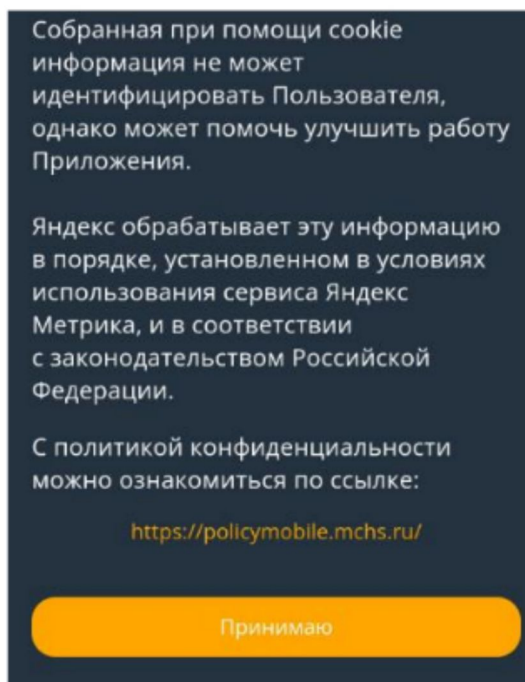 Собранная при помощи cookie
информация не может
идентифицировать Пользователя,
однако может помочь улучшить работу
Приложения.
Яндекс обрабатывает эту информацию
в порядке, установленном в условиях
использования сервиса Яндекс
Метрика, и в соответствии
с законодательством Российской
Федерации.
С политикой конфиденциальности
можно ознакомиться по ссылке:
https://policymobile.mchs.ru/
Принимаю